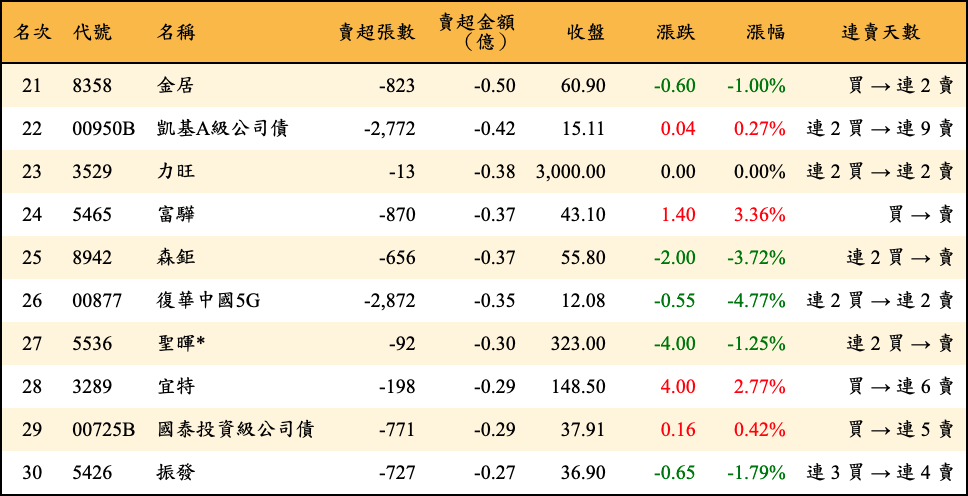 名次 代號 名稱 賣超張數 賣超金額（億） 收盤 漲跌 漲幅 連賣天數
21 8358 金居 -823 -0.50 60.90 -0.60 -1.00% 買 → 連 2 賣
22 00950B 凱基A級公司債 -2,772 -0.42 15.11 0.04 0.27% 連 2 買 → 連 9 賣
23 3529 力旺 -13 -0.38 3,000.00 0.00 0.00% 連 2 買 → 連 2 賣
24 5465 富驊 -870 -0.37 43.10 1.40 3.36% 買 → 賣
25 8942 森鉅 -656 -0.37 55.80 -2.00 -3.72% 連 2 買 → 賣
26 00877 復華中國5G -2,872 -0.35 12.08 -0.55 -4.77% 連 2 買 → 連 2 賣
27 5536 聖暉* -92 -0.30 323.00 -4.00 -1.25% 連 2 買 → 賣
28 3289 宜特 -198 -0.29 148.50 4.00 2.77% 買 → 連 6 賣
29 00725B 國泰投資級公司債 -771 -0.29 37.91 0.16 0.42% 買 → 連 5 賣
30 5426 振發 -727 -0.27 36.90 -0.65 -1.79% 連 3 買 → 連 4 賣